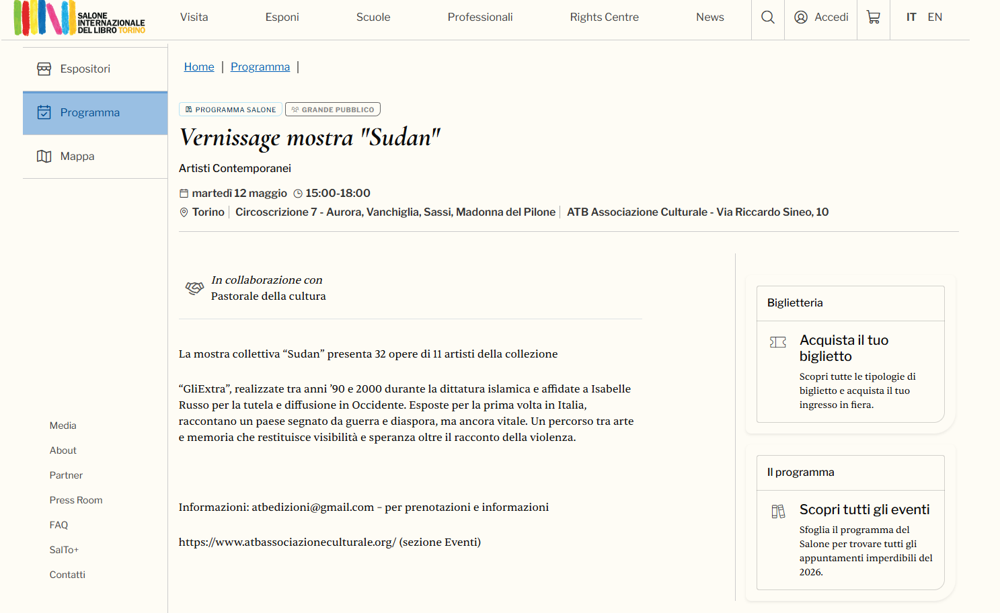 SALONE
INTERNAZIONALE
DEL LIBRO TORINO
Visita
Esponi
Scuole
Professionali
Rights Centre
News
Accedi
IT
EN
Espositori
Programma
Mappa
Media
About
Partner
Press Room
FAQ
SalTo+
Contatti
Home | Programma |
PROGRAMMA SALONE
GRANDE PUBBLICO
Vernissage mostra "Sudan"
Artisti Contemporanei
martedì 12 maggio 15:00-18:00
Torino | Circoscrizione 7 - Aurora, Vanchiglia, Sassi, Madonna del Pilone | ATB Associazione Culturale - Via Riccardo Sineo, 10
In collaborazione con
Pastorale della cultura
La mostra collettiva “Sudan” presenta 32 opere di 11 artisti della collezione
“GliExtra”, realizzate tra anni ’90 e 2000 durante la dittatura islamica e affidate a Isabelle
Russo per la tutela e diffusione in Occidente. Esposte per la prima volta in Italia,
raccontano un paese segnato da guerra e diaspora, ma ancora vitale. Un percorso tra arte
e memoria che restituisce visibilità e speranza oltre il racconto della violenza.
Informazioni: atbedizioni@gmail.com – per prenotazioni e informazioni
https://www.atbassociazioneculturale.org/ (sezione Eventi)
Biglietteria
Acquista il tuo
biglietto
Scopri tutte le tipologie di
biglietto e acquista il tuo
ingresso in fiera.
Il programma
Scopri tutti gli eventi
Sfoglia il programma del
Salone per trovare tutti gli
appuntamenti imperdibili del
2026.